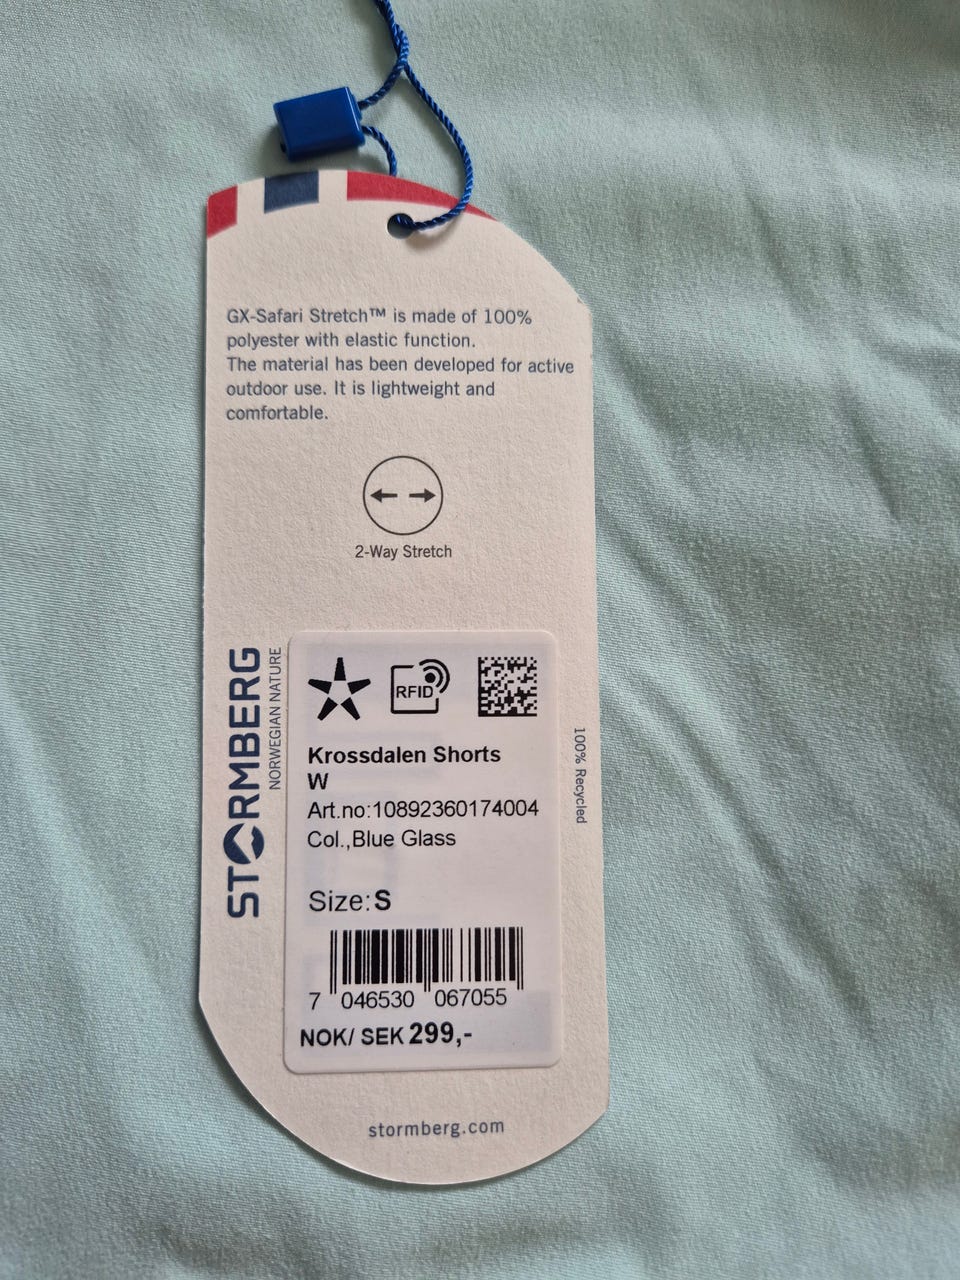 GX-Safari Stretch™ is made of 100%
polyester with elastic function.
The material has been developed for active
outdoor use. It is lightweight and
comfortable.
2-Way Stretch
STORMBERG
NORWEGIAN NATURE
RFID
Krossdalen Shorts
W
Art.no:10892360174004
Col.,Blue Glass
Size:S
7 046530 067055
NOK/ SEK 299,-
100% Recycled
stormberg.com